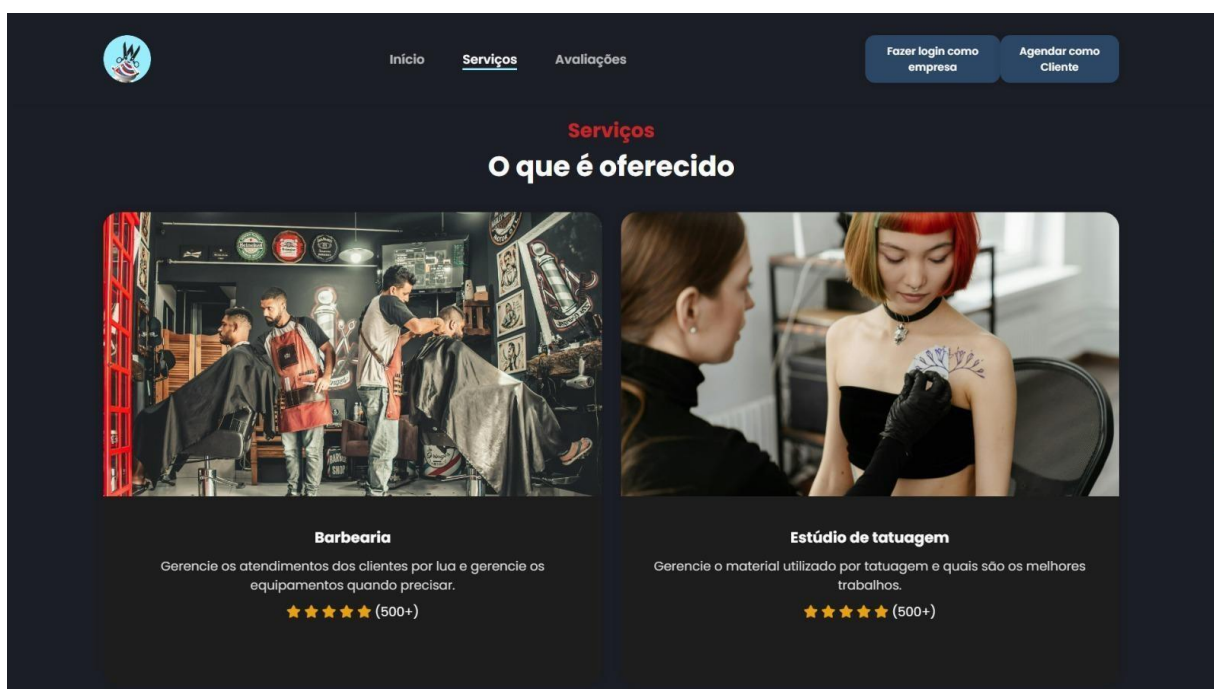 Início
Serviços
Avaliações
Fazer login como
empresa
Agendar como
Cliente
Serviços
O que é oferecido
Barbearia
Gerencie os atendimentos dos clientes por lua e gerencie os
equipamentos quando precisar.
(500+)
Estúdio de tatuagem
Gerencie o material utilizado por tatuagem e quais são os melhores
trabalhos.
(500+)